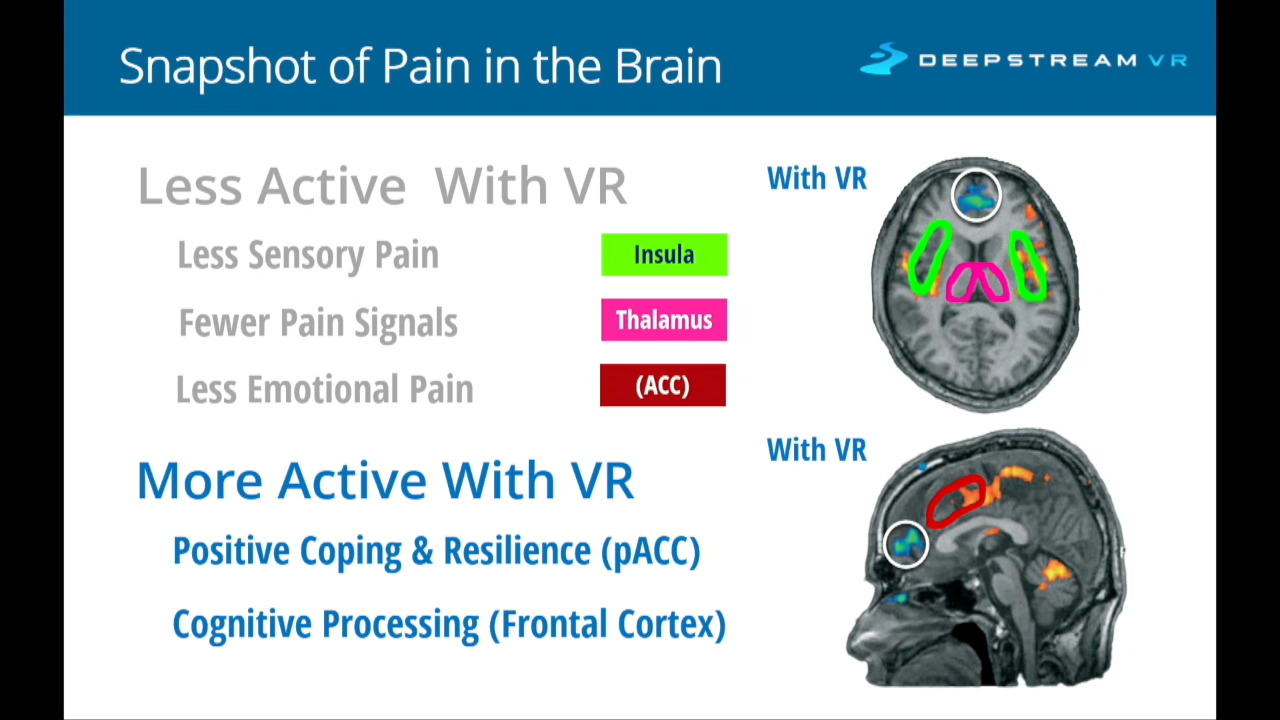 Snapshot of Pain in the Brain
DEEPSTREAM VR
Less Active With VR
Less Sensory Pain
Insula
Fewer Pain Signals
Thalamus
Less Emotional Pain
(ACC)
With VR
More Active With VR
Positive Coping & Resilience (pACC)
Cognitive Processing (Frontal Cortex)
With VR